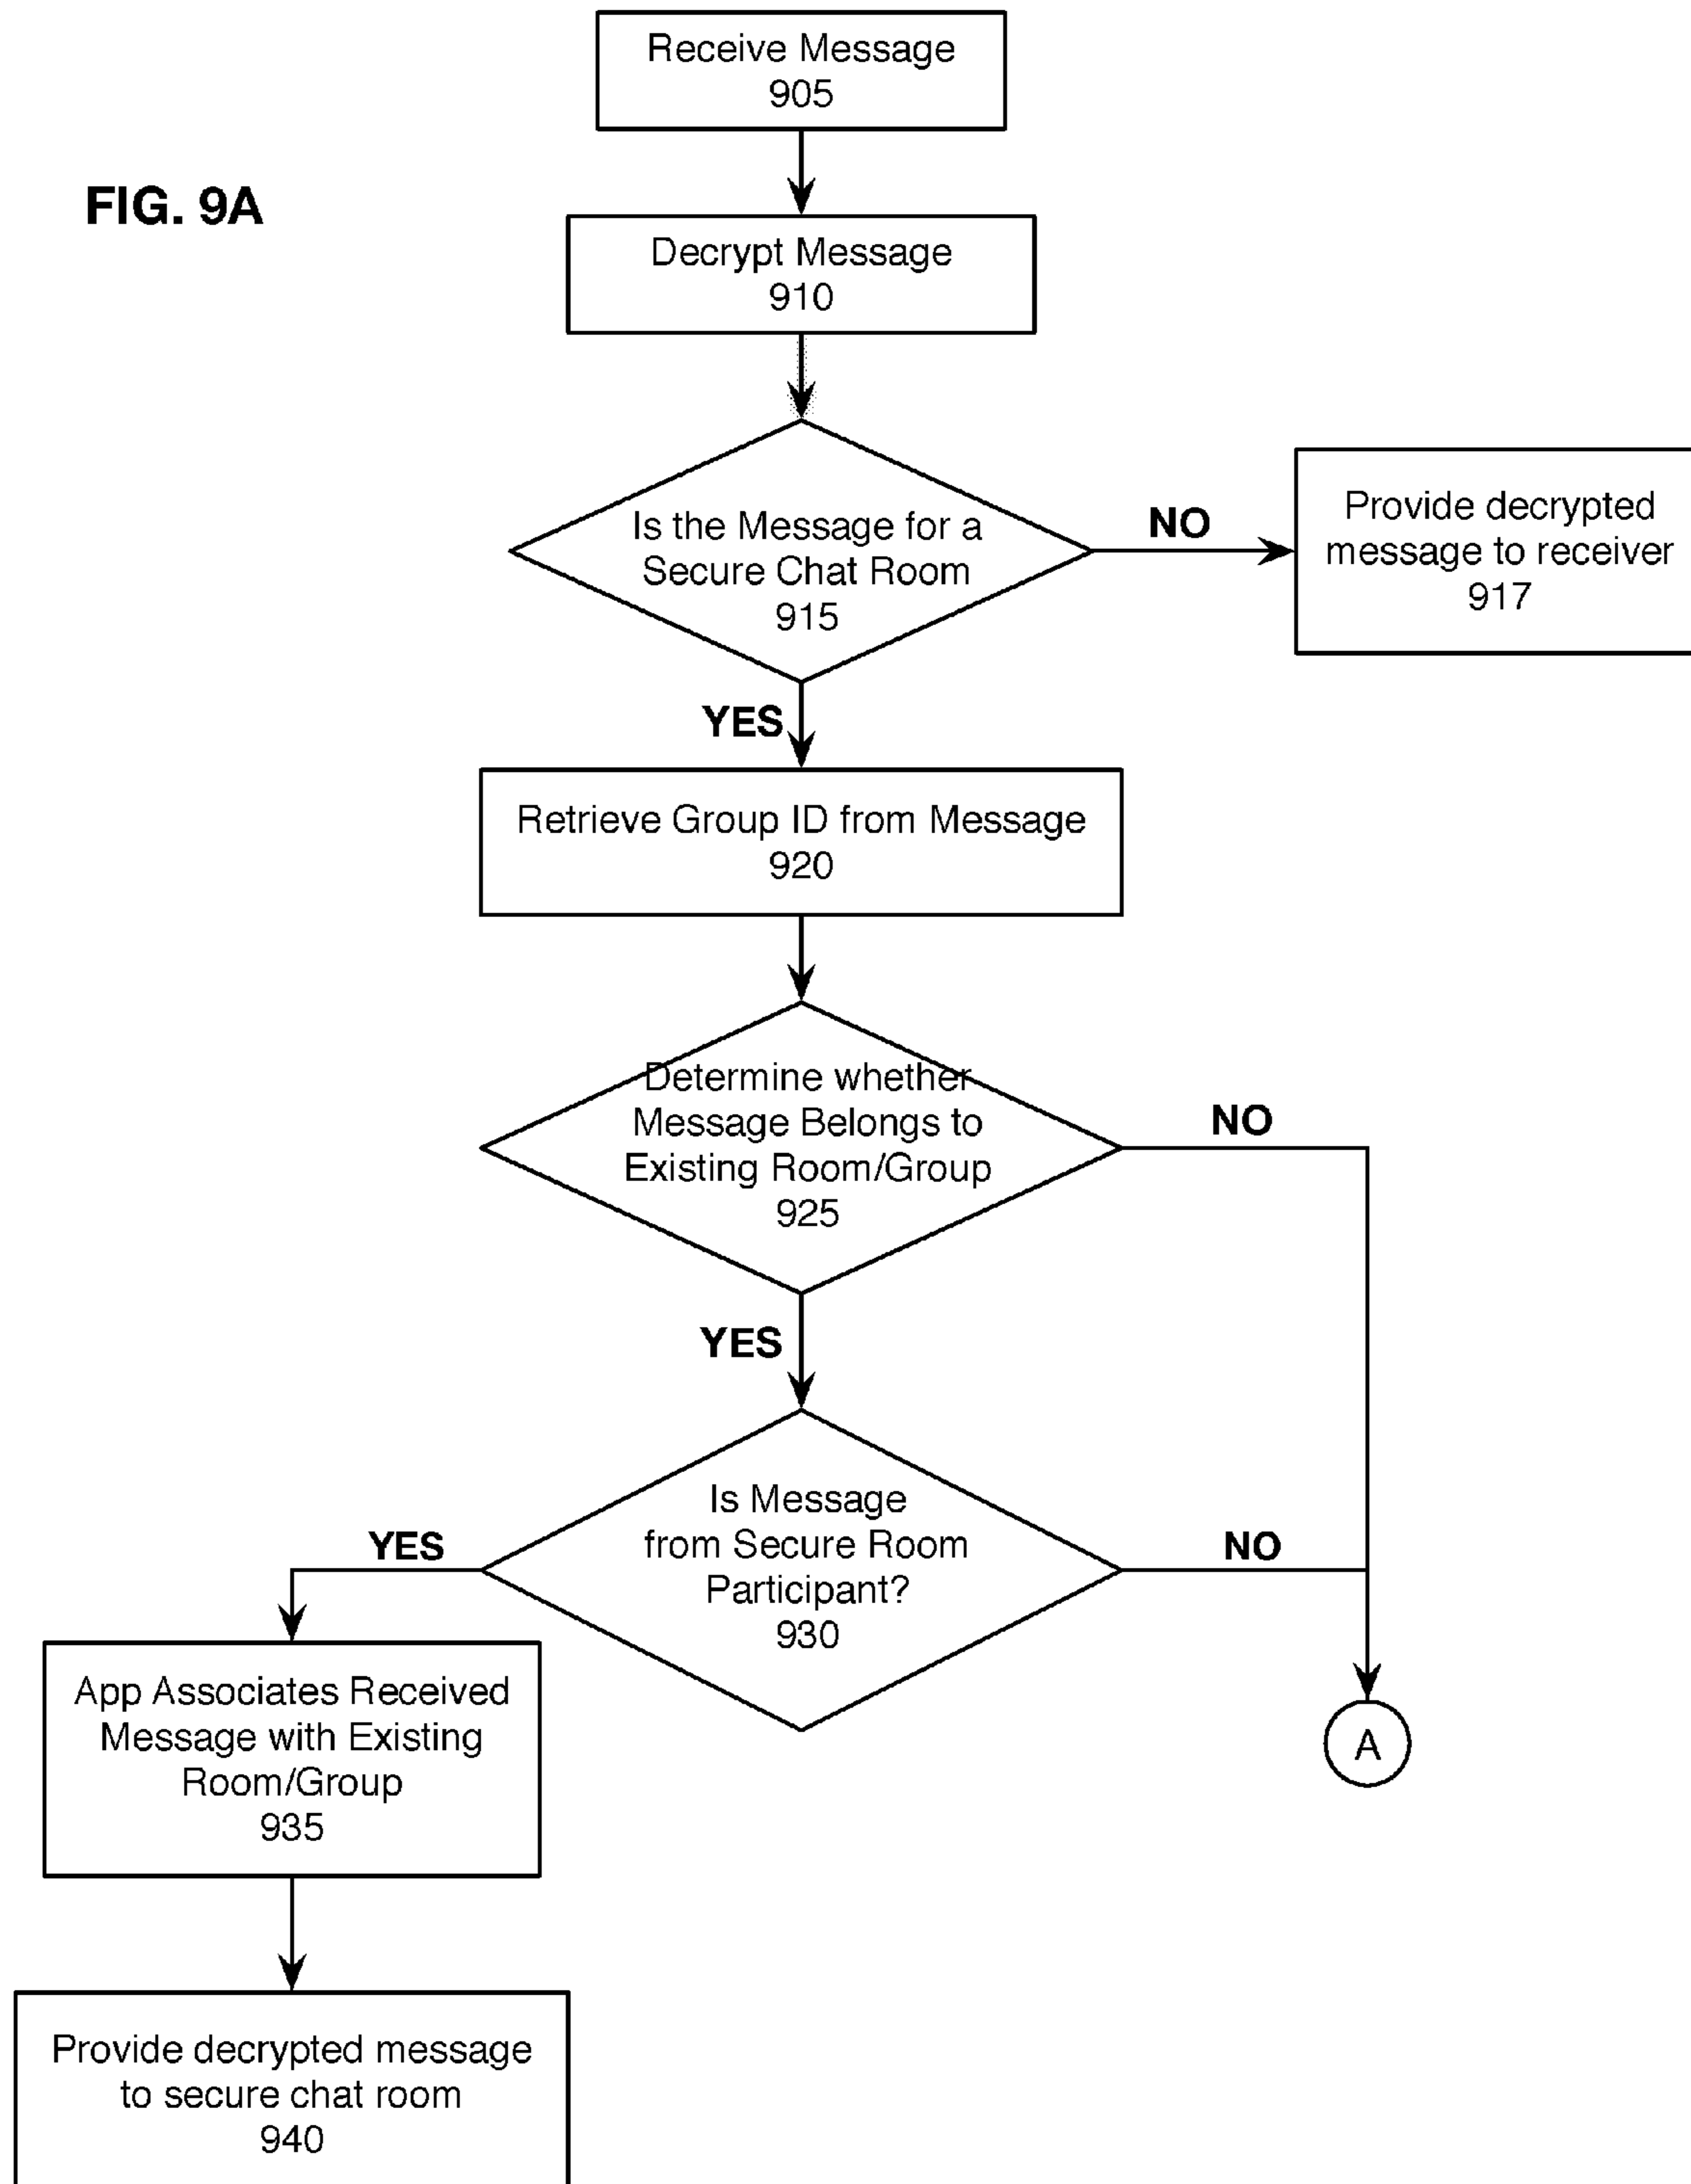 Receive Message
905
FIG. 9A
Decrypt Message
910
Is the Message for a
Secure Chat Room
915
NO
Provide decrypted
message to receiver
917
YES
Retrieve Group ID from Message
920
Determine whether
Message Belongs to
Existing Room/Group
925
NO
YES
Is Message
from Secure Room
Participant?
930
YES
NO
App Associates Received
Message with Existing
Room/Group
935
A
Provide decrypted message
to secure chat room
940